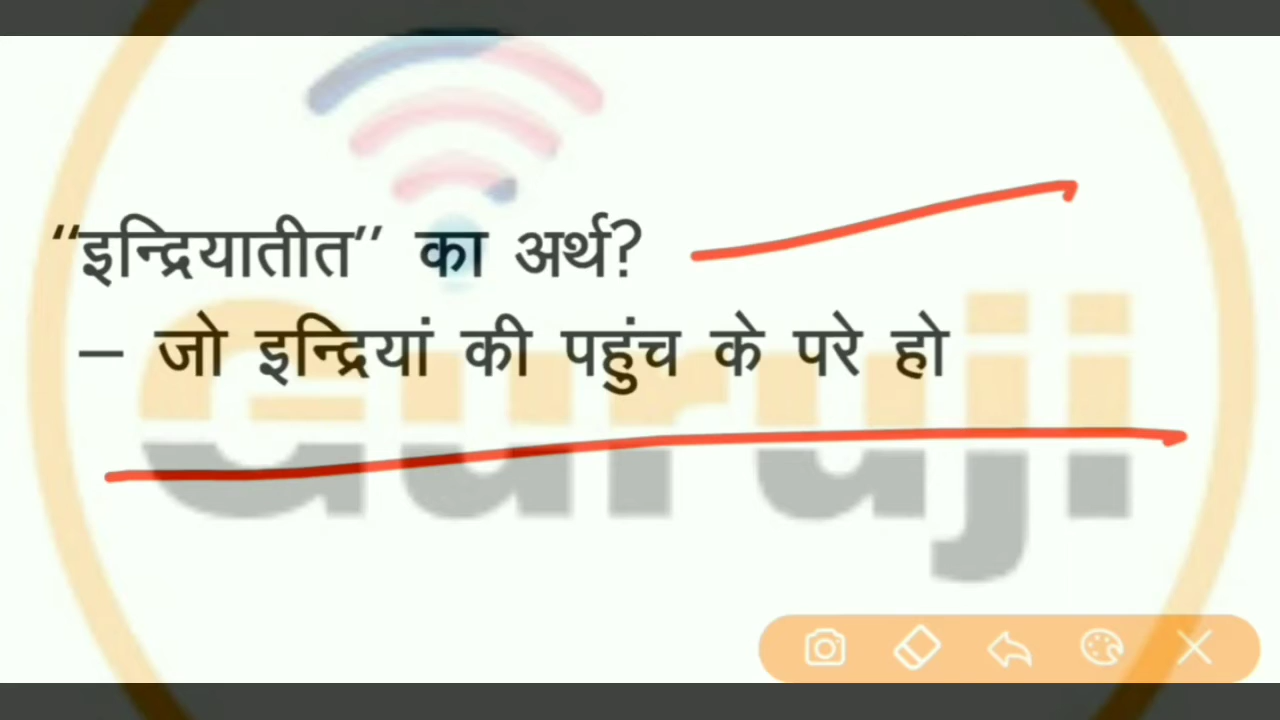 “इन्द्रियातीत” का अर्थ?
– जो इन्द्रियां की पहुंच के परे हो
Guruji